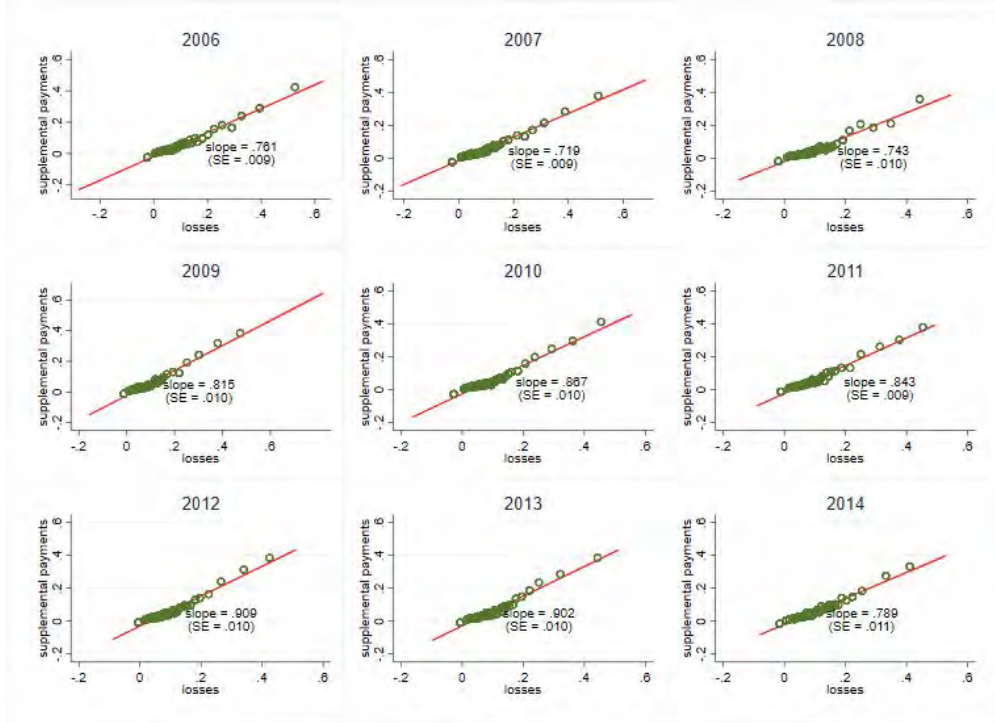 2006
supplemental payments
-.2 0 .2 .4 .6
slope = .761
(SE = .009)
-.2 0 .2 .4 .6
losses
2007
supplemental payments
-.2 0 .2 .4 .6
slope = .719
(SE = .009)
-.2 0 .2 .4 .6
losses
2008
supplemental payments
-.2 0 .2 .4 .6
slope = .743
(SE = .010)
-.2 0 .2 .4 .6
losses
2009
supplemental payments
-.2 0 .2 .4 .6
slope = .815
(SE = .010)
-.2 0 .2 .4 .6 .8
losses
2010
supplemental payments
-.2 0 .2 .4 .6
slope = .867
(SE = .010)
-.2 0 .2 .4 .6
losses
2011
supplemental payments
-.2 0 .2 .4 .6
slope = .843
(SE = .009)
-.2 0 .2 .4 .6
losses
2012
supplemental payments
-.2 0 .2 .4 .6
slope = .909
(SE = .010)
-.2 0 .2 .4 .6
losses
2013
supplemental payments
-.2 0 .2 .4 .6
slope = .902
(SE = .010)
-.2 0 .2 .4 .6
losses
2014
supplemental payments
-.2 0 .2 .4 .6
slope = .789
(SE = .011)
-.2 0 .2 .4 .6
losses